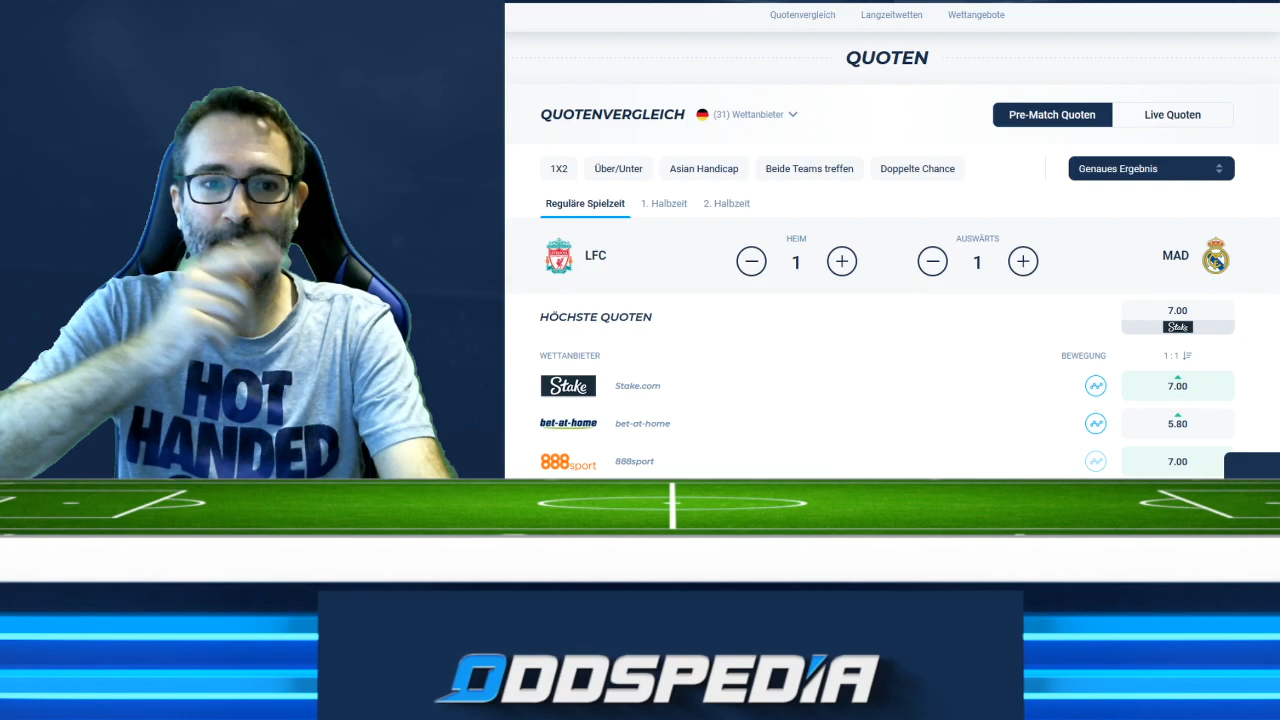 Quotenvergleich Langzeitwetten Wettangebote
QUOTEN
QUOTENVERGLEICH (31) Wettanbieter Pre-Match Quoten Live Quoten
1X2 Über/Unter Asian Handicap Beide Teams treffen Doppelte Chance Genaues Ergebnis
Reguläre Spielzeit 1. Halbzeit 2. Halbzeit
HEIM AUSWÄRTS
LFC 1 1 MAD
HÖCHSTE QUOTEN 7.00
Stake
WETTANBIETER BEWEGUNG 1 : 1
Stake Stake.com 7.00
bet-at-home bet-at-home 5.80
888sport 888sport 7.00
HOT
HANDED
ODDSPEDIA